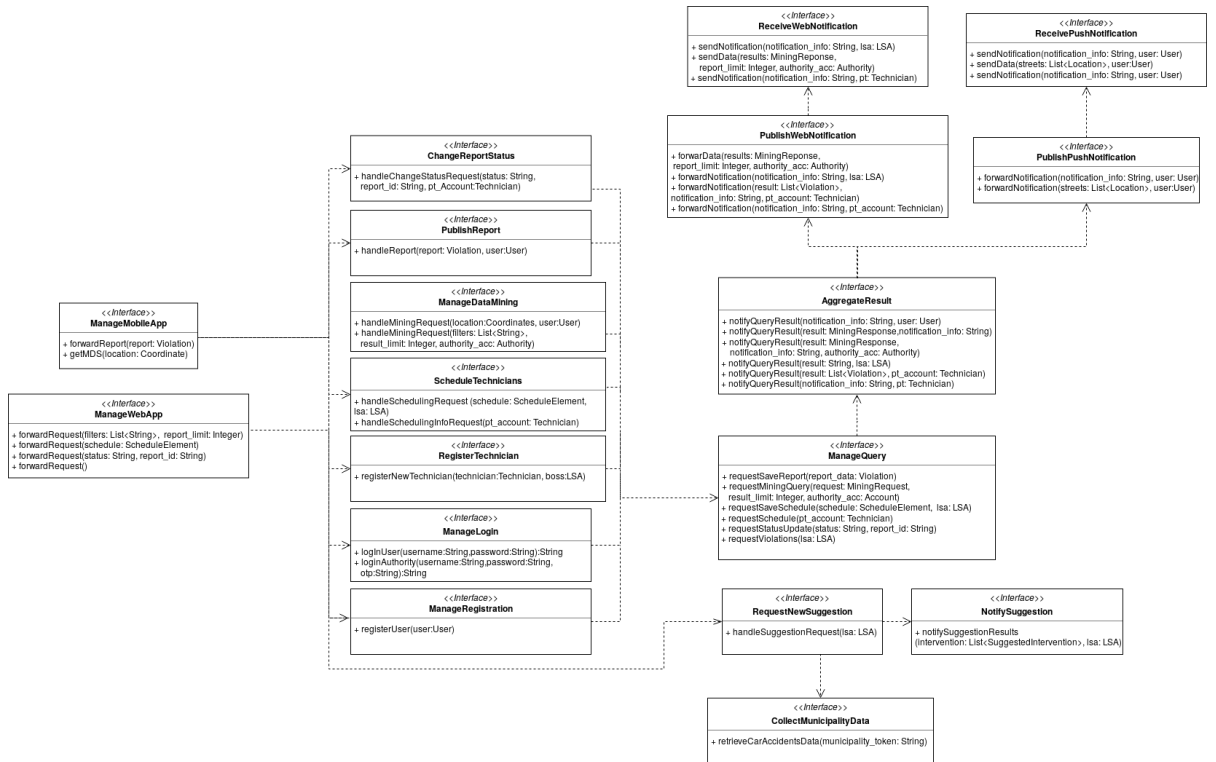 <<Interface>>
ReceiveWebNotification
+ sendNotification(notification_info: String, lsa: LSA)
+ sendData(results: MiningReponse,
report_limit: Integer, authority_acc: Authority)
+ sendNotification(notification_info: String, pt: Technician)
<<Interface>>
ReceivePushNotification
+ sendNotification(notification_info: String, user: User)
+ sendData(streets: List<Location>, user:User)
+ sendNotification(notification_info: String, user: User)
<<Interface>>
PublishWebNotification
+ forwarData(results: MiningReponse,
report_limit: Integer, authority_acc: Authority)
+ forwardNotification(notification_info: String, lsa: LSA)
+ forwardNotification(result: List<Violation>,
notification_info: String, pt_account: Technician)
+ forwardNotification(notification_info: String, pt_account: Technician)
<<Interface>>
PublishPushNotification
+ forwardNotification(notification_info: String, user: User)
+ forwardNotification(streets: List<Location>, user:User)
<<Interface>>
ChangeReportStatus
+ handleChangeStatusRequest(status: String,
report_id: String, pt_Account:Technician)
<<Interface>>
PublishReport
+ handleReport(report: Violation, user:User)
<<Interface>>
ManageDataMining
+ handleMiningRequest(location:Coordinates, user:User)
+ handleMiningRequest(filters: List<String>,
result_limit: Integer, authority_acc: Authority)
<<Interface>>
AggregateResult
+ notifyQueryResult(notification_info: String, user: User)
+ notifyQueryResult(result: MiningResponse,notification_info: String)
+ notifyQueryResult(result: MiningResponse,
notification_info: String, authority_acc: Authority)
+ notifyQueryResult(result: String, lsa: LSA)
+ notifyQueryResult(result: List<Violation>, pt_account: Technician)
+ notifyQueryResult(notification_info: String, pt: Technician)
<<Interface>>
ManageMobileApp
+ forwardReport(report: Violation)
+ getMDS(location: Coordinate)
<<Interface>>
ScheduleTechnicians
+ handleSchedulingRequest (schedule: ScheduleElement,
lsa: LSA)
+ handleSchedulingInfoRequest(pt_account: Technician)
<<Interface>>
ManageWebApp
+ forwardRequest(filters: List<String>, report_limit: Integer)
+ forwardRequest(schedule: ScheduleElement)
+ forwardRequest(status: String, report_id: String)
+ forwardRequest()
<<Interface>>
RegisterTechnician
+ registerNewTechnician(technician:Technician, boss:LSA)
<<Interface>>
ManageQuery
+ requestSaveReport(report_data: Violation)
+ requestMiningQuery(request: MiningRequest,
result_limit: Integer, authority_acc: Account)
+ requestSaveSchedule(schedule: ScheduleElement, lsa: LSA)
+ requestSchedule(pt_account: Technician)
+ requestStatusUpdate(status: String, report_id: String)
+ requestViolations(lsa: LSA)
<<Interface>>
ManageLogin
+ logInUser(username:String,password:String):String
+ loginAuthority(username:String,password:String,
otp:String):String
<<Interface>>
ManageRegistration
+ registerUser(user:User)
<<Interface>>
RequestNewSuggestion
+ handleSuggestionRequest(lsa: LSA)
<<Interface>>
NotifySuggestion
+ notifySuggestionResults
(intervention: List<SuggestedIntervention>, lsa: LSA)
<<Interface>>
CollectMunicipalityData
+ retrieveCarAccidentsData(municipality_token: String)